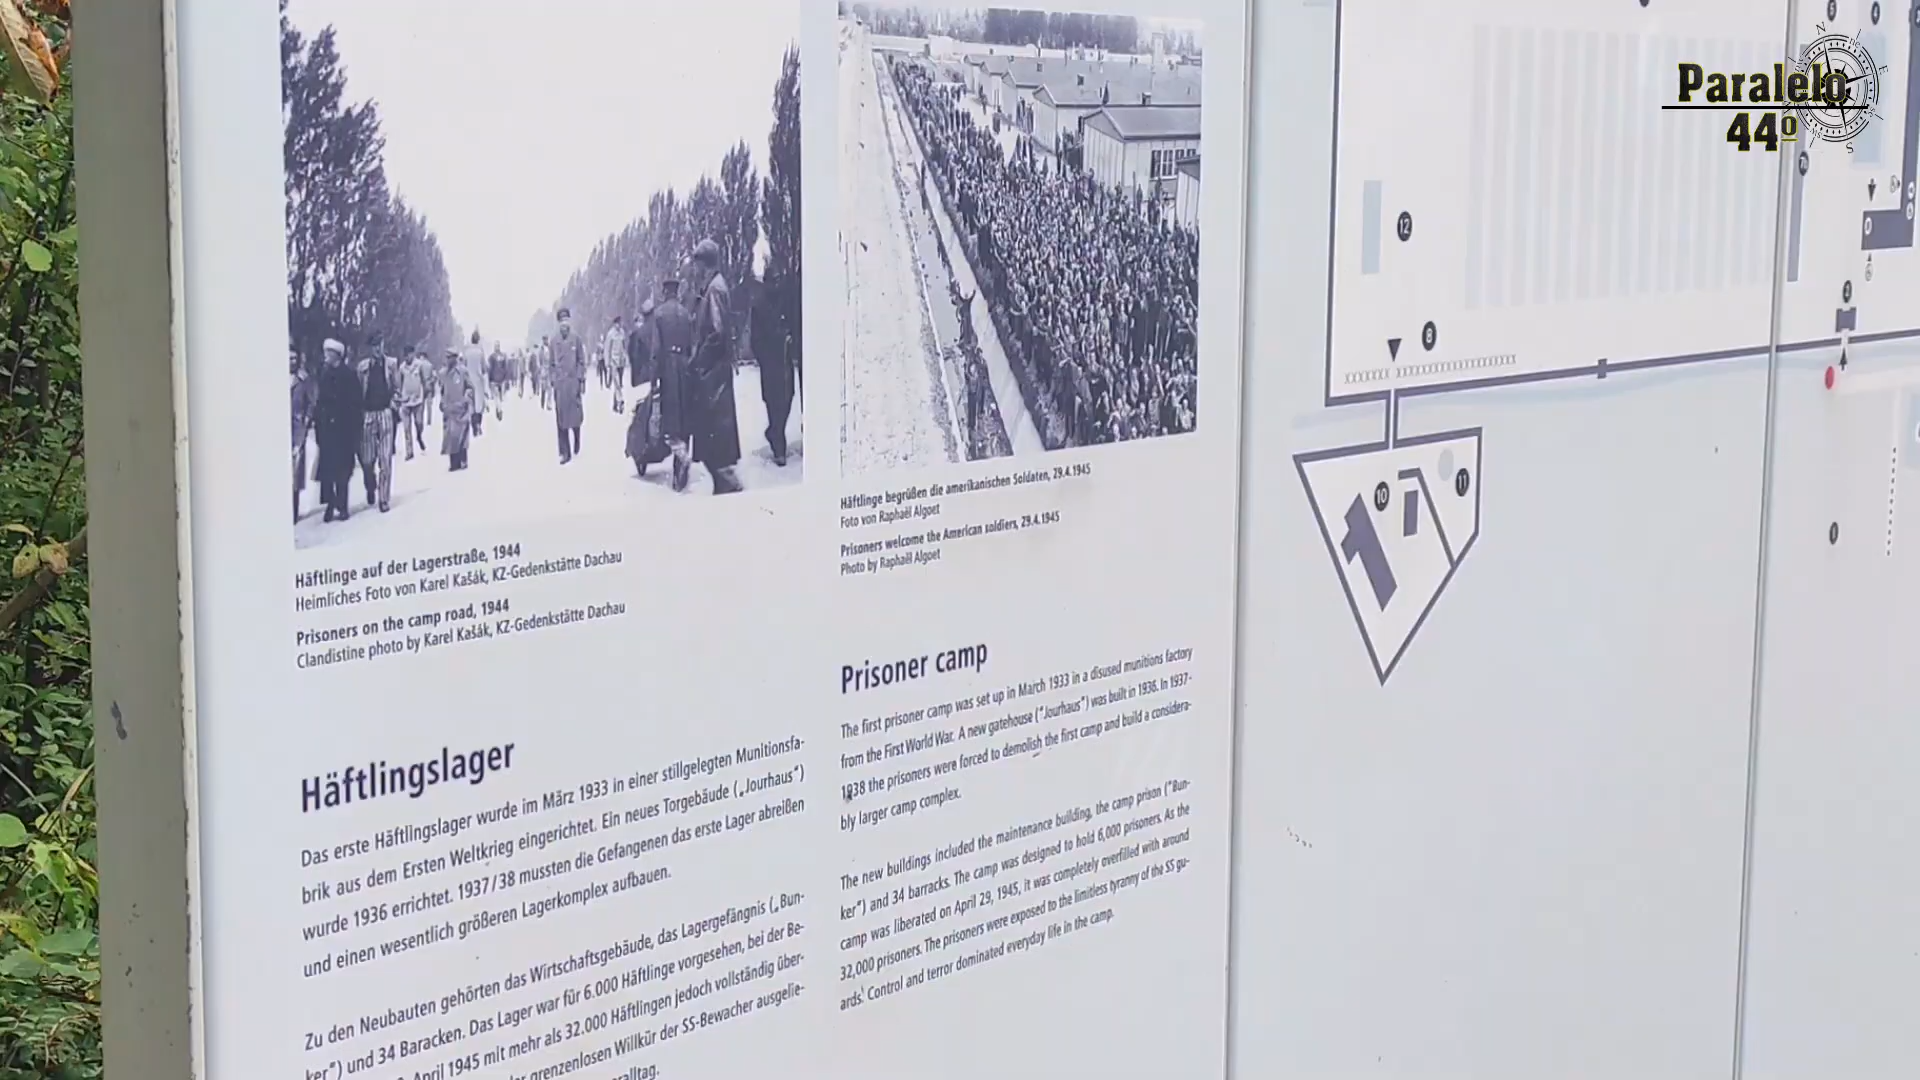 Paralelo
44º
Häftlinge auf der Lagerstraße, 1944
Heimliches Foto von Karel Kašák, KZ-Gedenkstätte Dachau
Prisoners on the camp road, 1944
Clandistine photo by Karel Kašák, KZ-Gedenkstätte Dachau
Häftlingslager
Das erste Häftlingslager wurde im März 1933 in einer stillgelegten Munitionsfa-
brik aus dem Ersten Weltkrieg eingerichtet. Ein neues Torgebäude („Jourhaus“)
wurde 1936 errichtet. 1937/38 mussten die Gefangenen das erste Lager abreißen
und einen wesentlich größeren Lagerkomplex aufbauen.
Zu den Neubauten gehörten das Wirtschaftsgebäude, das Lagergefängnis („Bun-
ker“) und 34 Baracken. Das Lager war für 6.000 Häftlinge vorgesehen, bei der Be-
April 1945 mit mehr als 32.000 Häftlingen jedoch vollständig über-
grenzenlosen Willkür der SS-Bewacher ausgelie-
Häftlinge begrüßen die amerikanischen Soldaten, 29.4.1945
Foto von Raphaël Algoet
Prisoners welcome the American soldiers, 29.4.1945
Photo by Raphaël Algoet
Prisoner camp
The first prisoner camp was set up in March 1933 in a disused munitions factory
from the First World War. A new gatehouse ("Jourhaus") was built in 1936. In 1937-
1938 the prisoners were forced to demolish the first camp and build a considera-
bly larger camp complex.
The new buildings included the maintenance building, the camp prison ("Bun-
ker") and 34 barracks. The camp was designed to hold 6,000 prisoners. As the
camp was liberated on April 29, 1945, it was completely overfilled with around
32,000 prisoners. The prisoners were exposed to the limitless tyranny of the SS gu-
ards. Control and terror dominated everyday life in the camp.
12
8
10
11